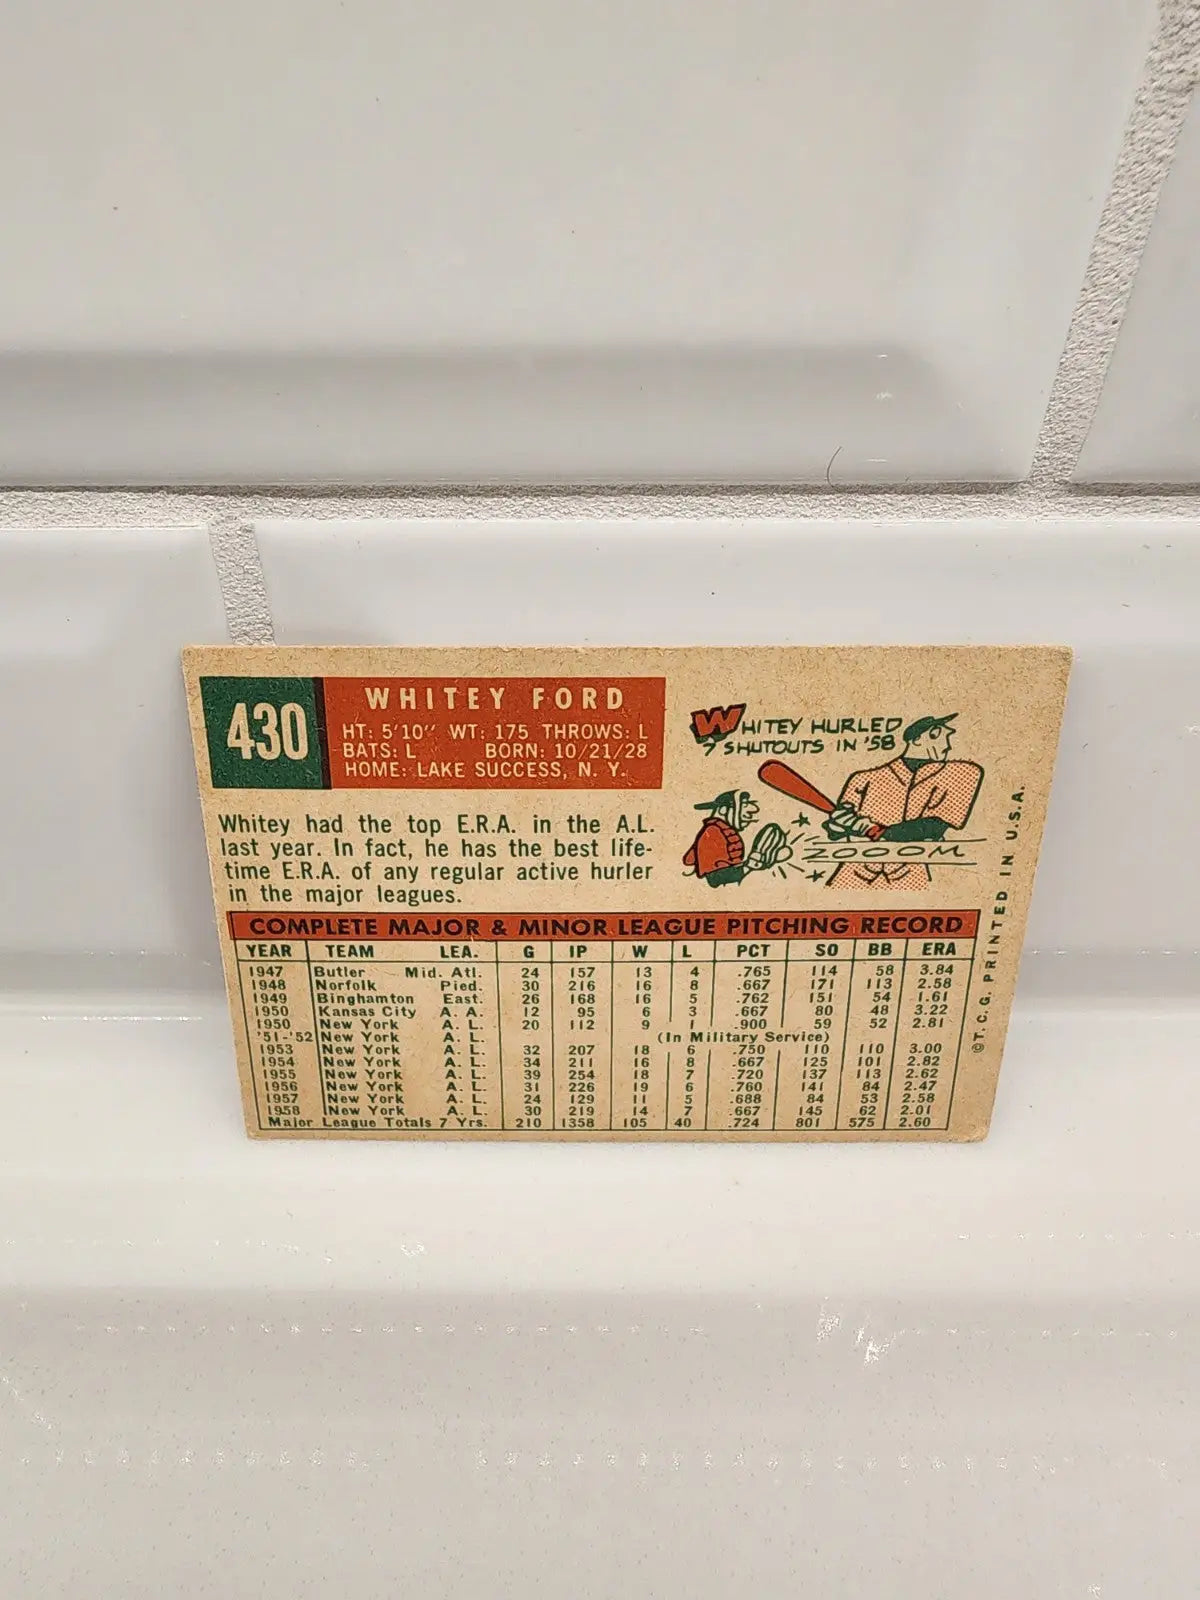 430
WHITEY FORD
HT: 5'10" WT: 175 THROWS: L
BATS: L BORN: 10/21/28
HOME: LAKE SUCCESS, N. Y.
WHITEY HURLED
7 SHUTOUTS IN '58
ZOOOM
Whitey had the top E.R.A. in the A.L.
last year. In fact, he has the best life-
time E.R.A. of any regular active hurler
in the major leagues.
COMPLETE MAJOR & MINOR LEAGUE PITCHING RECORD
YEAR TEAM LEA. G IP W L PCT SO BB ERA
1947 Butler Mid. Atl. 24 157 13 4 .765 114 58 3.84
1948 Norfolk Pied. 30 216 16 8 .667 171 113 2.58
1949 Binghamton East. 26 168 16 5 .762 151 54 1.61
1950 Kansas City A. A. 12 95 6 3 .667 80 48 3.22
1950 New York A. L. 20 112 9 1 .900 59 52 2.81
'51-'52 New York A. L. (In Military Service)
1953 New York A. L. 32 207 18 6 .750 110 110 3.00
1954 New York A. L. 34 211 16 8 .667 125 101 2.82
1955 New York A. L. 39 254 18 7 .720 137 113 2.62
1956 New York A. L. 31 226 19 6 .760 141 84 2.47
1957 New York A. L. 24 129 11 5 .688 84 53 2.58
1958 New York A. L. 30 219 14 7 .667 145 62 2.01
Major League Totals 7 Yrs. 210 1358 105 40 .724 801 575 2.60
© T. C. G. PRINTED IN U.S.A.